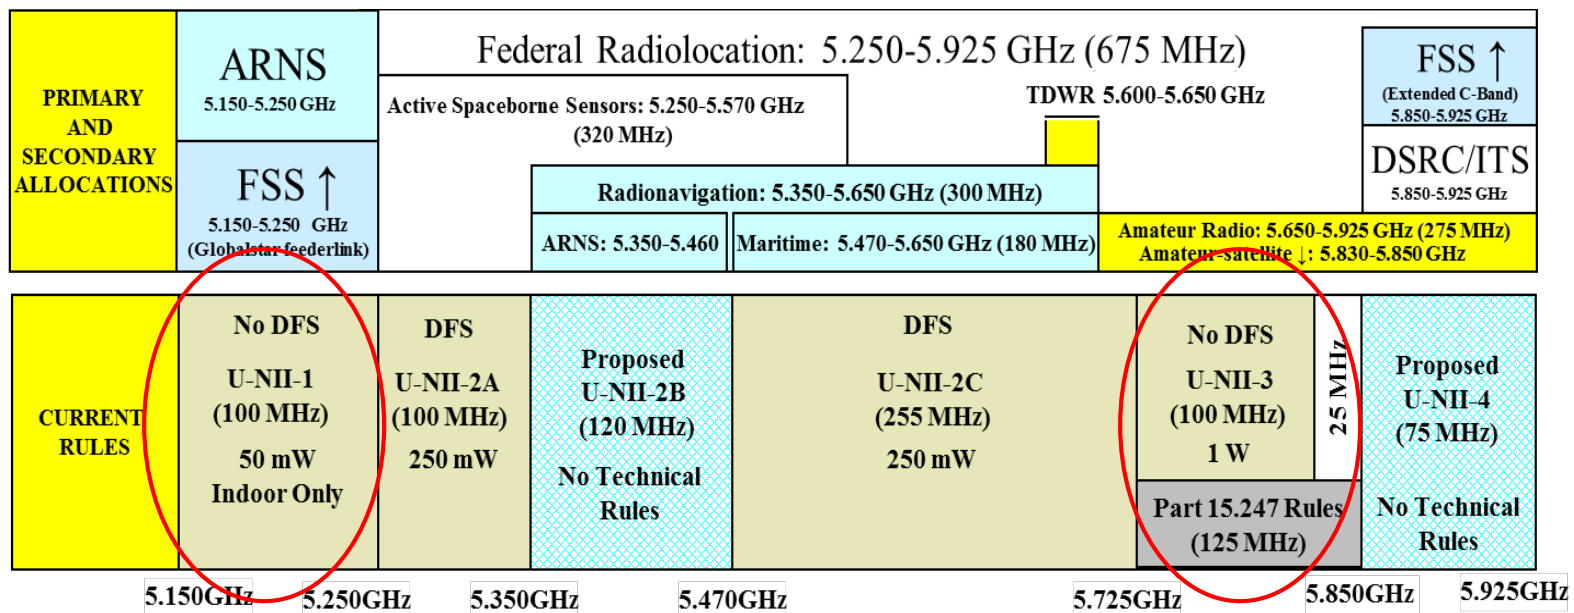 PRIMARY
AND
SECONDARY
ALLOCATIONS
ARNS
5.150-5.250 GHz
FSS ↑
5.150-5.250 GHz
(Globalstar feederlink)
Federal Radiolocation: 5.250-5.925 GHz (675 MHz)
Active Spaceborne Sensors: 5.250-5.570 GHz
(320 MHz)
TDWR 5.600-5.650 GHz
Radionavigation: 5.350-5.650 GHz (300 MHz)
ARNS: 5.350-5.460
Maritime: 5.470-5.650 GHz (180 MHz)
FSS ↑
(Extended C-Band)
5.850-5.925 GHz
DSRC/ITS
5.850-5.925 GHz
Amateur Radio: 5.650-5.925 GHz (275 MHz)
Amateur-satellite ↓: 5.830-5.850 GHz
CURRENT
RULES
No DFS
U-NII-1
(100 MHz)
50 mW
Indoor Only
DFS
U-NII-2A
(100 MHz)
250 mW
Proposed
U-NII-2B
(120 MHz)
No Technical
Rules
DFS
U-NII-2C
(255 MHz)
250 mW
No DFS
U-NII-3
(100 MHz)
1 W
25 MHz
Part 15.247 Rules
(125 MHz)
Proposed
U-NII-4
(75 MHz)
No Technical
Rules
5.150GHz
5.250GHz
5.350GHz
5.470GHz
5.725GHz
5.850GHz
5.925GHz